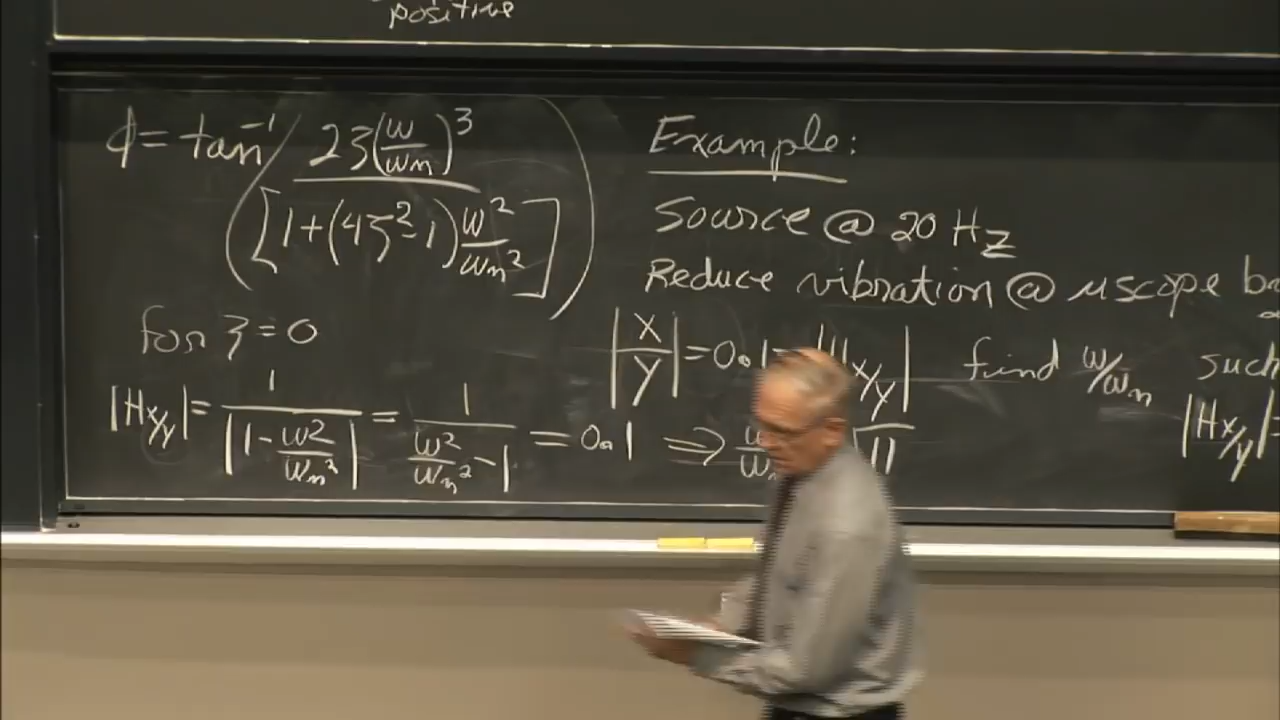 positive
ϕ = tan⁻¹ ( 2ζ(ω/ωn)³ / [1+(4ζ²-1)ω²/ωn²] )
for ζ = 0
|Hx/y| = 1/|1-ω²/ωn²| = 1/(ω²/ωn² - 1) = 0.1 ⇒
Example:
Source @ 20 Hz
Reduce vibration @ μscope
|X/Y| = 0.1 = |Hx/y| find ω/ωn such
|Hx/y|